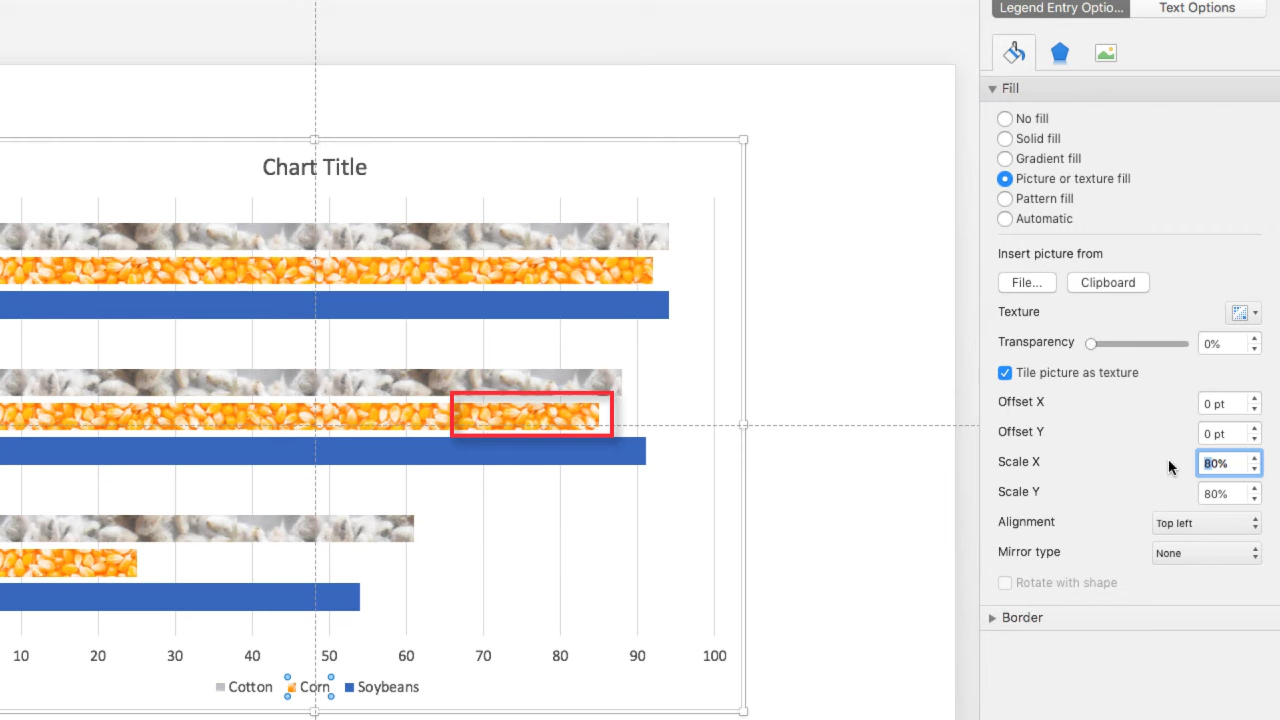 Legend Entry Optio...
Text Options
Fill
No fill
Solid fill
Gradient fill
Picture or texture fill
Pattern fill
Automatic
Insert picture from
File...
Clipboard
Texture
Transparency
0%
Tile picture as texture
Offset X
0 pt
Offset Y
0 pt
Scale X
80%
Scale Y
80%
Alignment
Top left
Mirror type
None
Rotate with shape
Border
Chart Title
10 20 30 40 50 60 70 80 90 100
Cotton Corn Soybeans